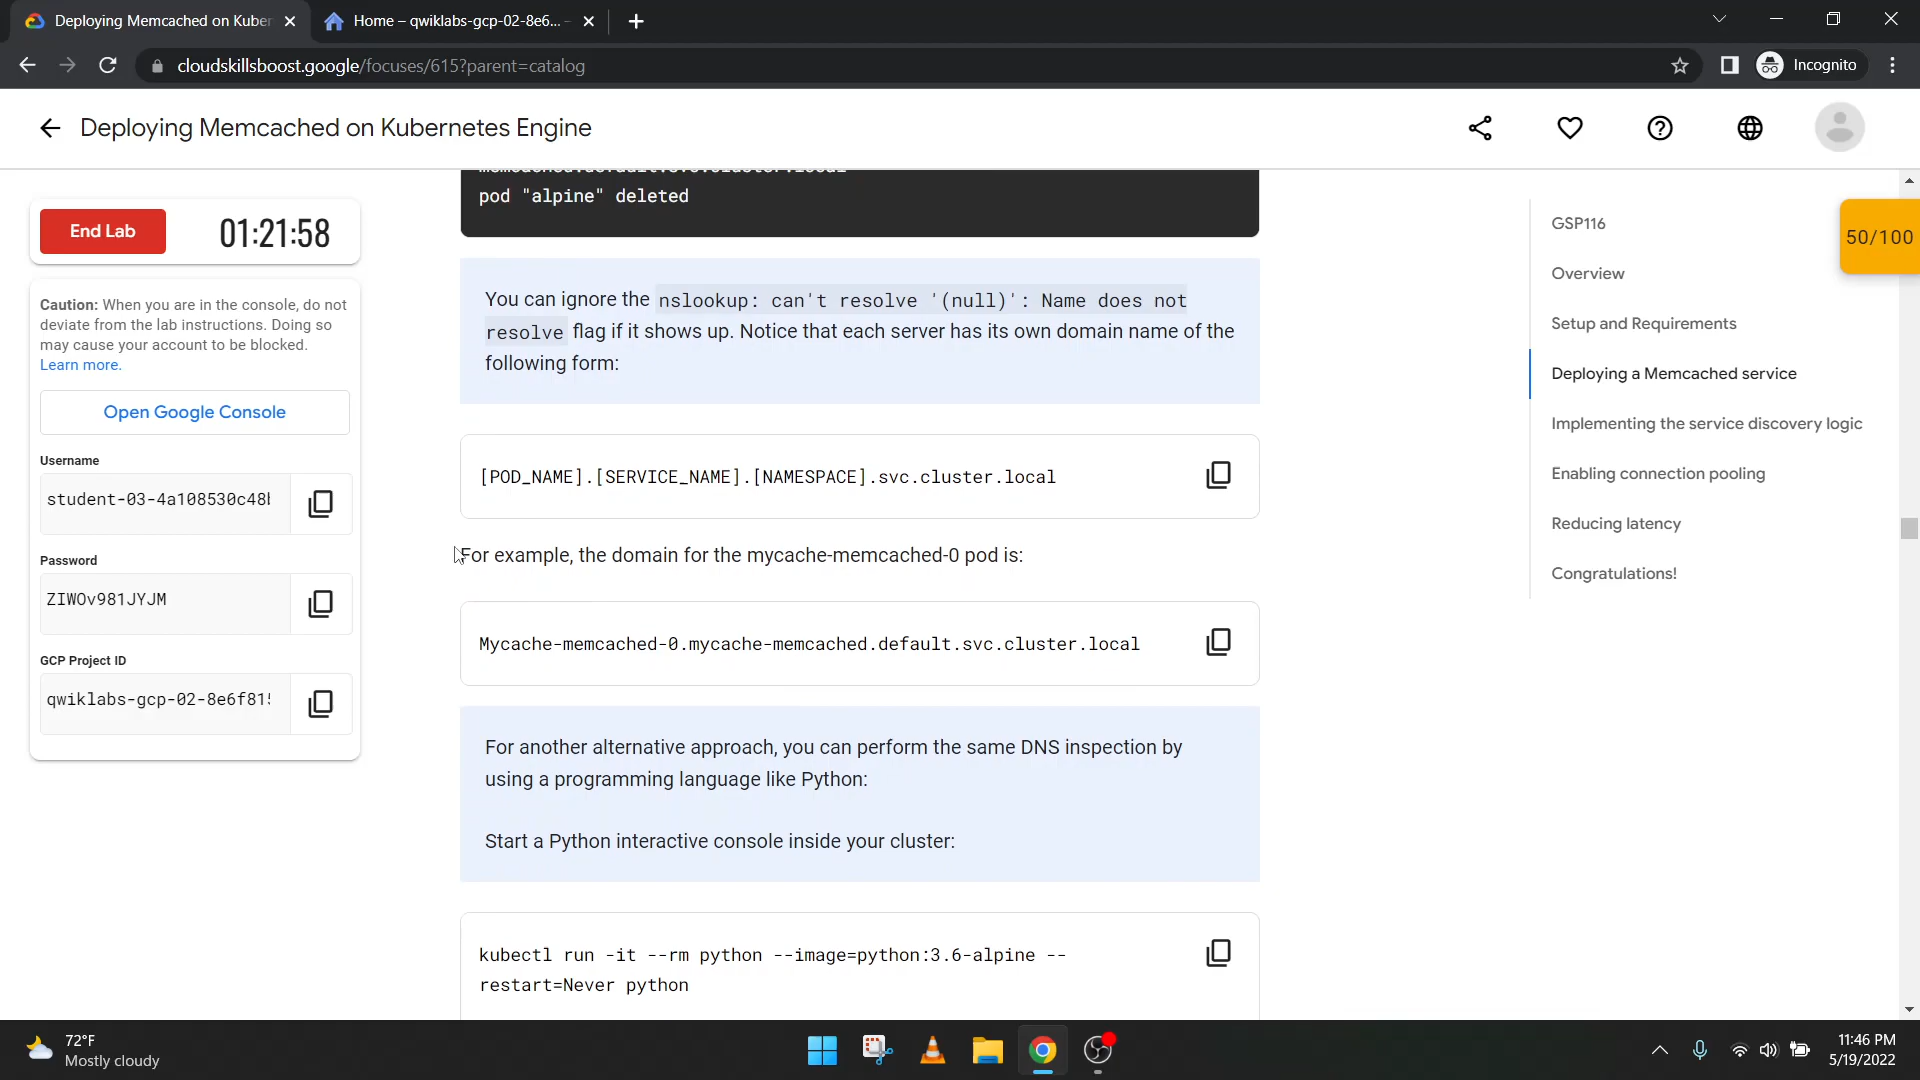 Deploying Memcached on Kuber
Home – qwiklabs-gcp-02-8e6... –
cloudskillsboost.google/focuses/615?parent=catalog
Incognito
Deploying Memcached on Kubernetes Engine
End Lab
01:21:58
Caution: When you are in the console, do not
deviate from the lab instructions. Doing so
may cause your account to be blocked.
Learn more.
Open Google Console
Username
student-03-4a108530c48b
Password
ZIWOv981JYJM
GCP Project ID
qwiklabs-gcp-02-8e6f815
pod "alpine" deleted
You can ignore the nslookup: can't resolve '(null)': Name does not
resolve flag if it shows up. Notice that each server has its own domain name of the
following form:
[POD_NAME].[SERVICE_NAME].[NAMESPACE].svc.cluster.local
For example, the domain for the mycache-memcached-0 pod is:
Mycache-memcached-0.mycache-memcached.default.svc.cluster.local
For another alternative approach, you can perform the same DNS inspection by
using a programming language like Python:
Start a Python interactive console inside your cluster:
kubectl run -it --rm python --image=python:3.6-alpine --
restart=Never python
GSP116
Overview
Setup and Requirements
Deploying a Memcached service
Implementing the service discovery logic
Enabling connection pooling
Reducing latency
Congratulations!
50/100
72°F
Mostly cloudy
11:46 PM
5/19/2022